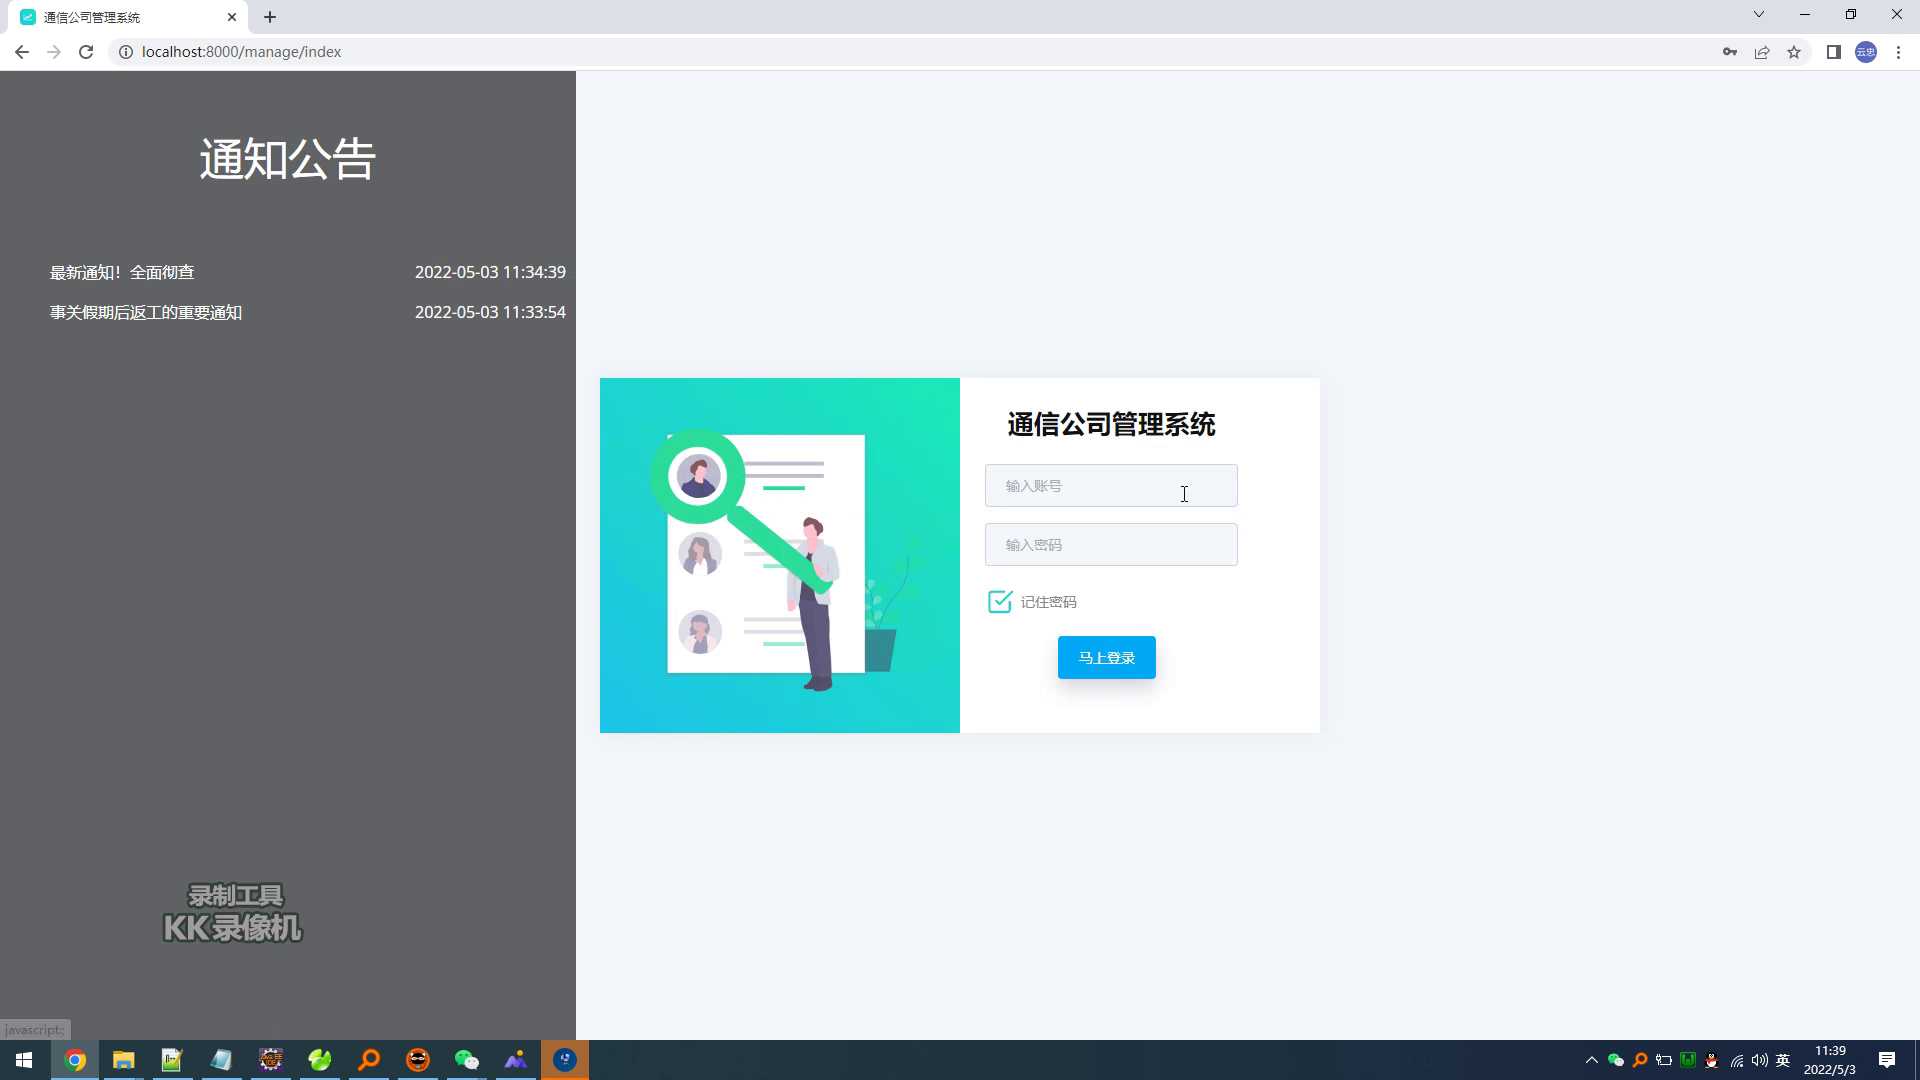 通信公司管理系统
localhost:8000/manage/index
云忠
通知公告
最新通知！全面彻查 2022-05-03 11:34:39
事关假期后返工的重要通知 2022-05-03 11:33:54
通信公司管理系统
输入账号
输入密码
记住密码
马上登录
录制工具
KK录像机
javascript:;
英
11:39
2022/5/3